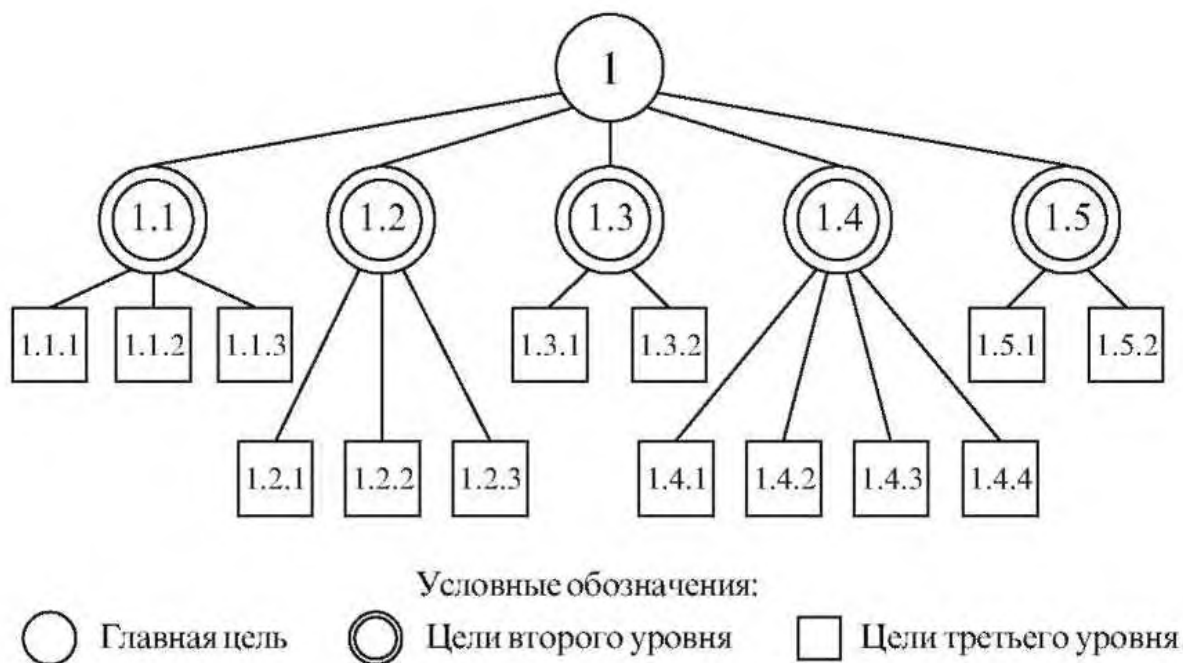 1
1.1 1.2 1.3 1.4 1.5
1.1.1 1.1.2 1.1.3 1.3.1 1.3.2 1.5.1 1.5.2
1.2.1 1.2.2 1.2.3 1.4.1 1.4.2 1.4.3 1.4.4
Условные обозначения:
Главная цель Цели второго уровня Цели третьего уровня